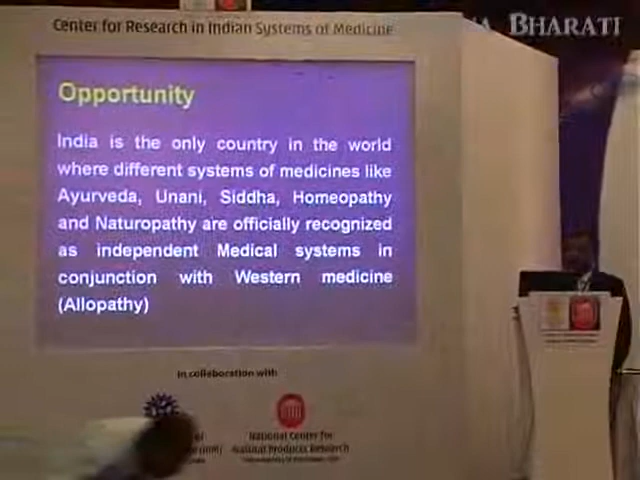 Center for Research in Indian Systems of Medicine
BHARATI
Opportunity
India is the only country in the world
where different systems of medicines like
Ayurveda, Unani, Siddha, Homeopathy
and Naturopathy are officially recognized
as independent Medical systems in
conjunction with Western medicine
(Allopathy)
in collaboration with
National Center for
Natural Products Research